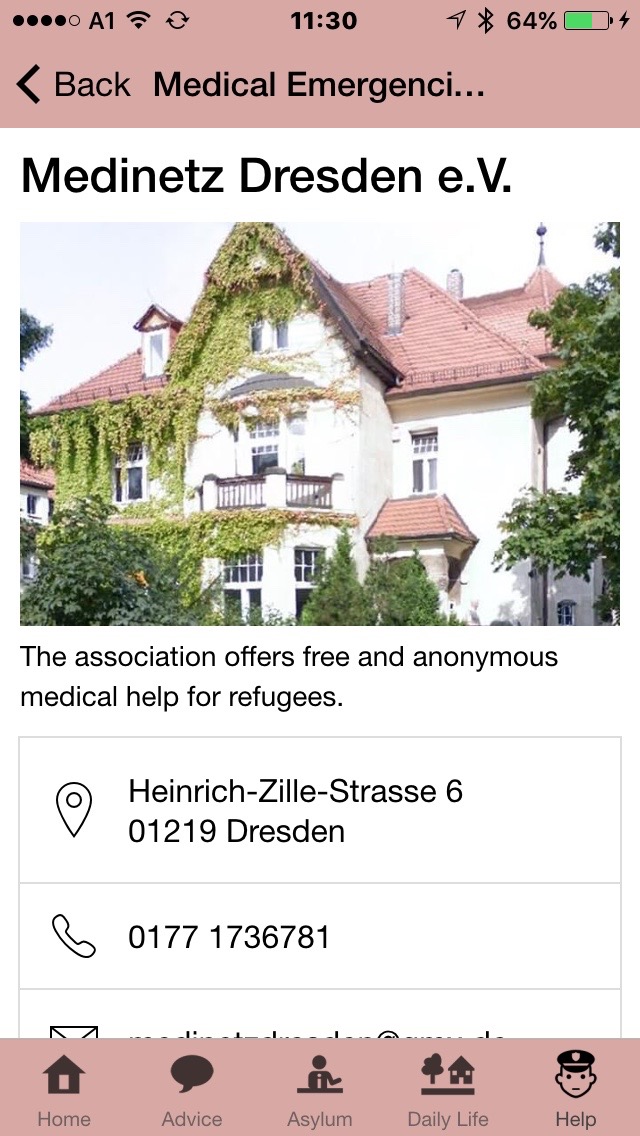 A1 11:30 64%
Back Medical Emergenci...
Medinetz Dresden e.V.
The association offers free and anonymous
medical help for refugees.
Heinrich-Zille-Strasse 6
01219 Dresden
0177 1736781
Home Advice Asylum Daily Life Help